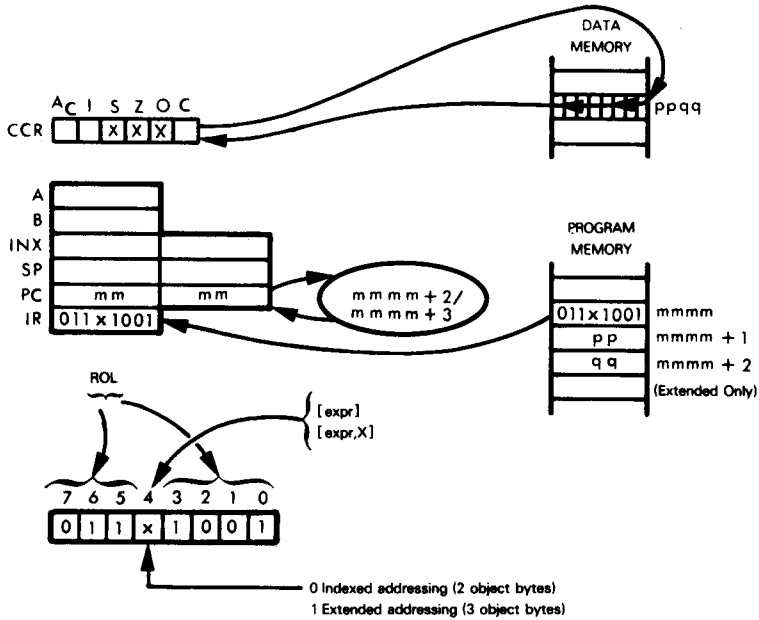 DATA
MEMORY
A C I S Z O C
CCR X X X
ppqq
A
B
INX
SP
PC mm mm
IR 011x1001
mmmm+2/
mmmm+3
PROGRAM
MEMORY
011x1001 mmmm
pp mmmm + 1
qq mmmm + 2
(Extended Only)
ROL
[expr]
[expr,X]
7 6 5 4 3 2 1 0
0 1 1 x 1 0 0 1
0 Indexed addressing (2 object bytes)
1 Extended addressing (3 object bytes)